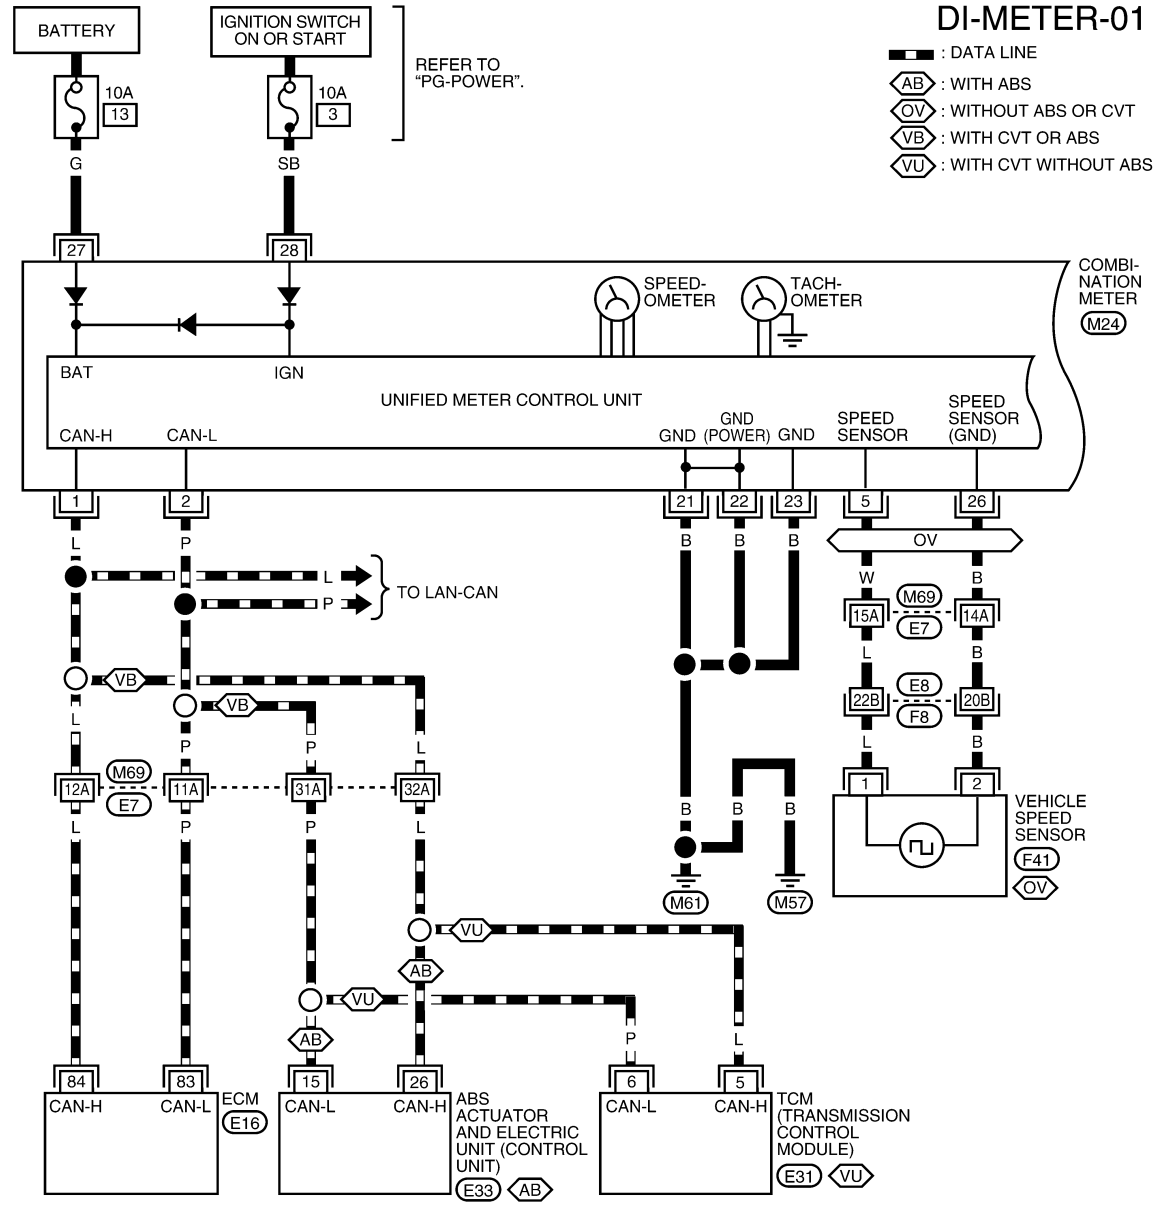 DI-METER-01
BATTERY
IGNITION SWITCH
ON OR START
REFER TO
“PG-POWER”.
10A
13
10A
3
: DATA LINE
AB : WITH ABS
OV : WITHOUT ABS OR CVT
VB : WITH CVT OR ABS
VU : WITH CVT WITHOUT ABS
G
SB
27
28
SPEED-
OMETER
TACH-
OMETER
COMBI-
NATION
METER
M24
BAT
IGN
UNIFIED METER CONTROL UNIT
CAN-H
CAN-L
GND
GND
(POWER)
GND
SPEED
SENSOR
SPEED
SENSOR
(GND)
1
2
21
22
23
5
26
L
P
B
B
B
OV
L
P
TO LAN-CAN
W
B
15A
M69
E7
14A
L
B
VB
VB
22B
E8
F8
20B
L
P
P
L
L
B
12A
M69
E7
11A
31A
32A
1
2
L
P
P
L
B
B
B
VEHICLE
SPEED
SENSOR
F41
OV
M61
M57
VU
AB
VU
AB
P
L
84
83
15
26
6
5
CAN-H
CAN-L
ECM
E16
CAN-L
CAN-H
ABS
ACTUATOR
AND ELECTRIC
UNIT (CONTROL
UNIT)
E33
AB
CAN-L
CAN-H
TCM
(TRANSMISSION
CONTROL
MODULE)
E31
VU